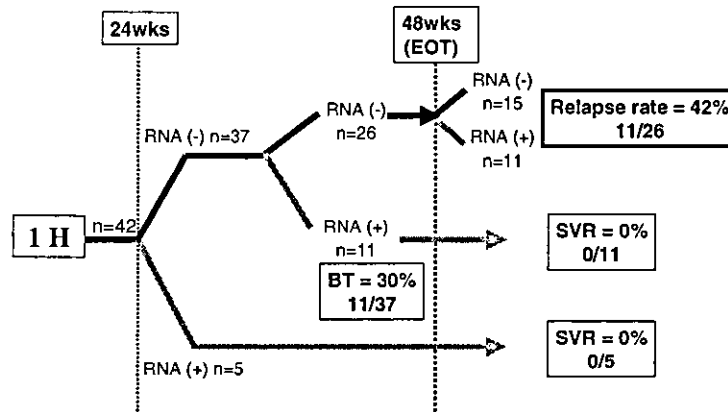 24wks
48wks
(EOT)
RNA (-)
n=15
Relapse rate = 42%
11/26
RNA (-) n=37
RNA (-)
n=26
RNA (+)
n=11
1 H
n=42
RNA (+)
n=11
SVR = 0%
0/11
BT = 30%
11/37
SVR = 0%
0/5
RNA (+) n=5